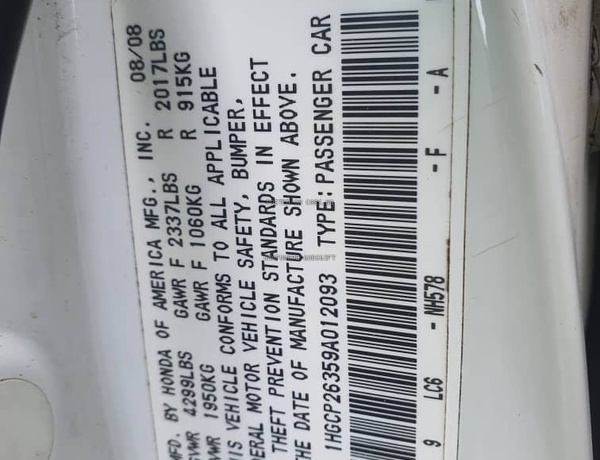 MFD. BY HONDA OF AMERICA MFG., INC. 08/08
GVWR 4299LBS GAWR F 2337LBS R 2017LBS
GVWR 1950KG GAWR F 1060KG R 915KG
THIS VEHICLE CONFORMS TO ALL APPLICABLE
FEDERAL MOTOR VEHICLE SAFETY, BUMPER,
THEFT PREVENTION STANDARDS IN EFFECT
THE DATE OF MANUFACTURE SHOWN ABOVE.
1HGCP26359A012093 TYPE:PASSENGER CAR
9 LC6 - NH578 - F - A